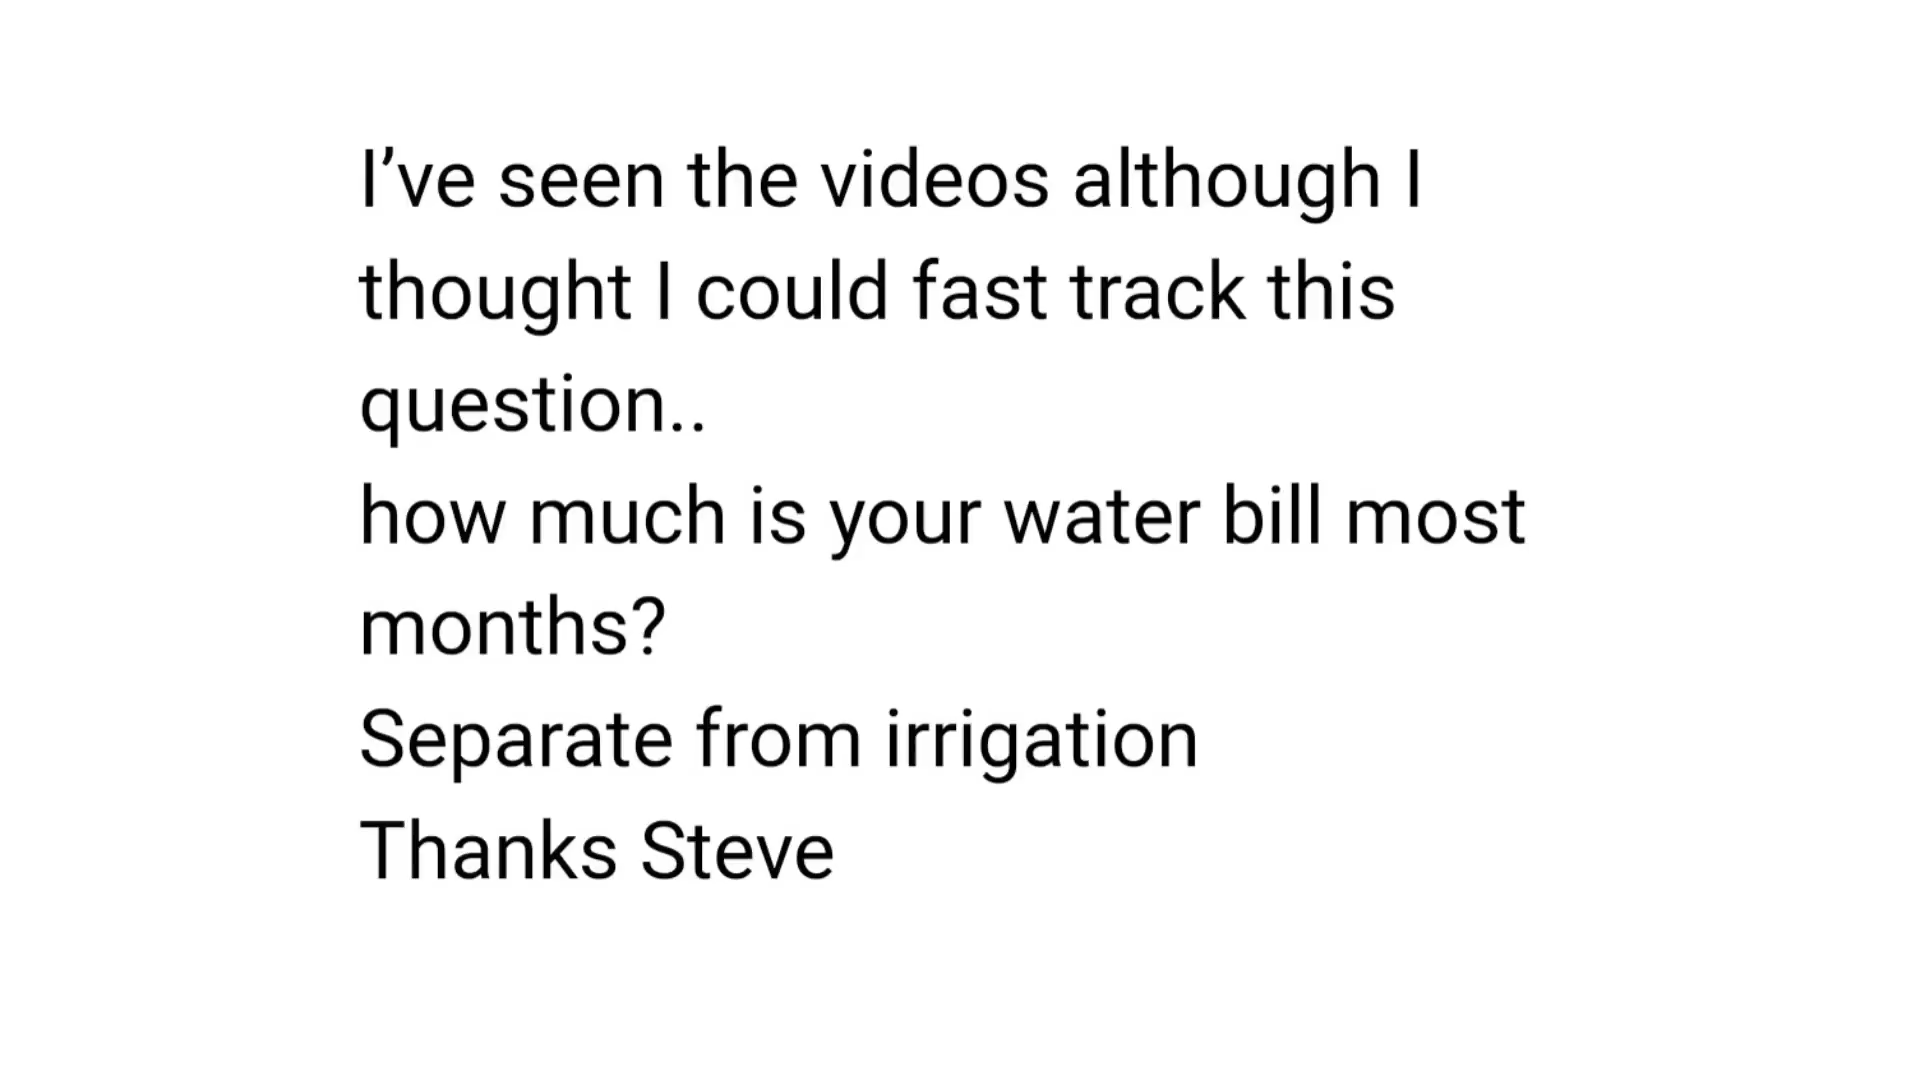 I’ve seen the videos although I
thought I could fast track this
question..
how much is your water bill most
months?
Separate from irrigation
Thanks Steve